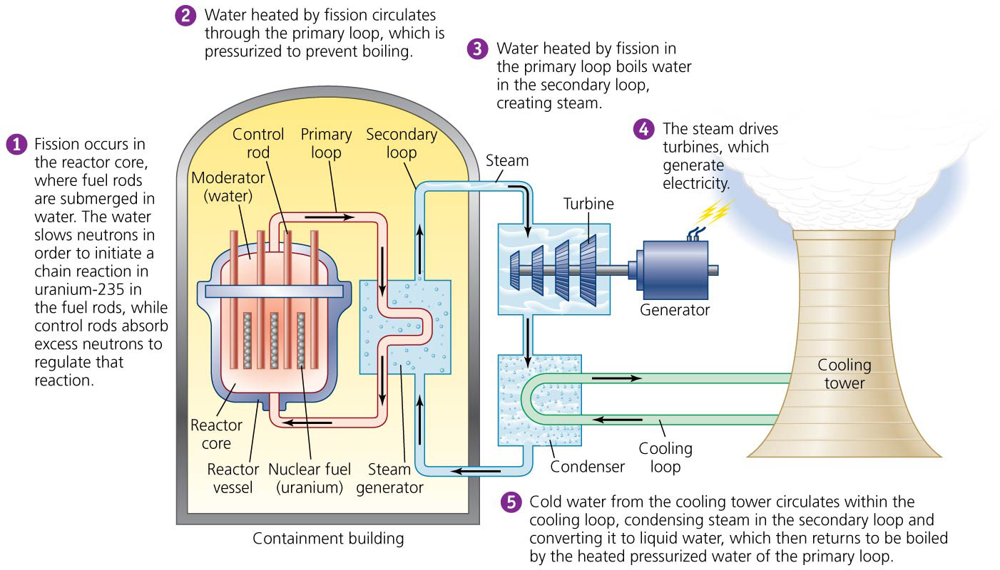 2 Water heated by fission circulates
through the primary loop, which is
pressurized to prevent boiling.
3 Water heated by fission in
the primary loop boils water
in the secondary loop,
creating steam.
4 The steam drives
turbines, which
generate
electricity.
1 Fission occurs in
the reactor core,
where fuel rods
are submerged in
water. The water
slows neutrons in
order to initiate a
chain reaction in
uranium-235 in
the fuel rods, while
control rods absorb
excess neutrons to
regulate that
reaction.
Control
rod
Primary
loop
Secondary
loop
Moderator
(water)
Steam
Turbine
Generator
Cooling
tower
Reactor
core
Reactor
vessel
Nuclear fuel
(uranium)
Steam
generator
Condenser
Cooling
loop
Containment building
5 Cold water from the cooling tower circulates within the
cooling loop, condensing steam in the secondary loop and
converting it to liquid water, which then returns to be boiled
by the heated pressurized water of the primary loop.